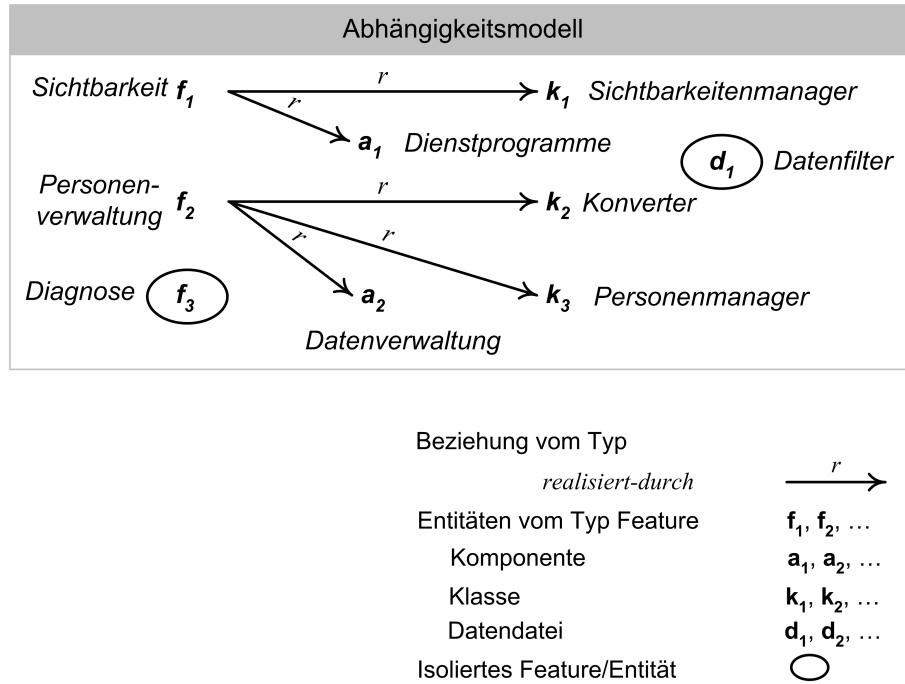 Abhängigkeitsmodell
Sichtbarkeit f1 r k1 Sichtbarkeitenmanager
r
a1 Dienstprogramme
d1 Datenfilter
Personen-
verwaltung f2 r k2 Konverter
r r
Diagnose f3 a2 k3 Personenmanager
Datenverwaltung
Beziehung vom Typ
realisiert-durch r
Entitäten vom Typ Feature f1, f2, …
Komponente a1, a2, …
Klasse k1, k2, …
Datendatei d1, d2, …
Isoliertes Feature/Entität